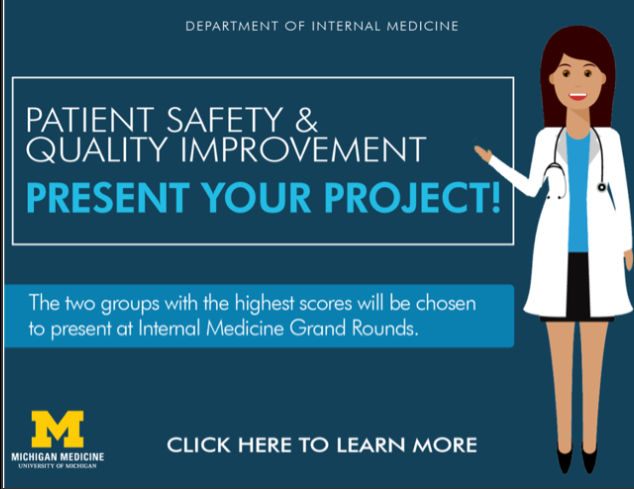 DEPARTMENT OF INTERNAL MEDICINE
PATIENT SAFETY &
QUALITY IMPROVEMENT
PRESENT YOUR PROJECT!
The two groups with the highest scores will be chosen
to present at Internal Medicine Grand Rounds.
M
MICHIGAN MEDICINE
UNIVERSITY OF MICHIGAN
CLICK HERE TO LEARN MORE